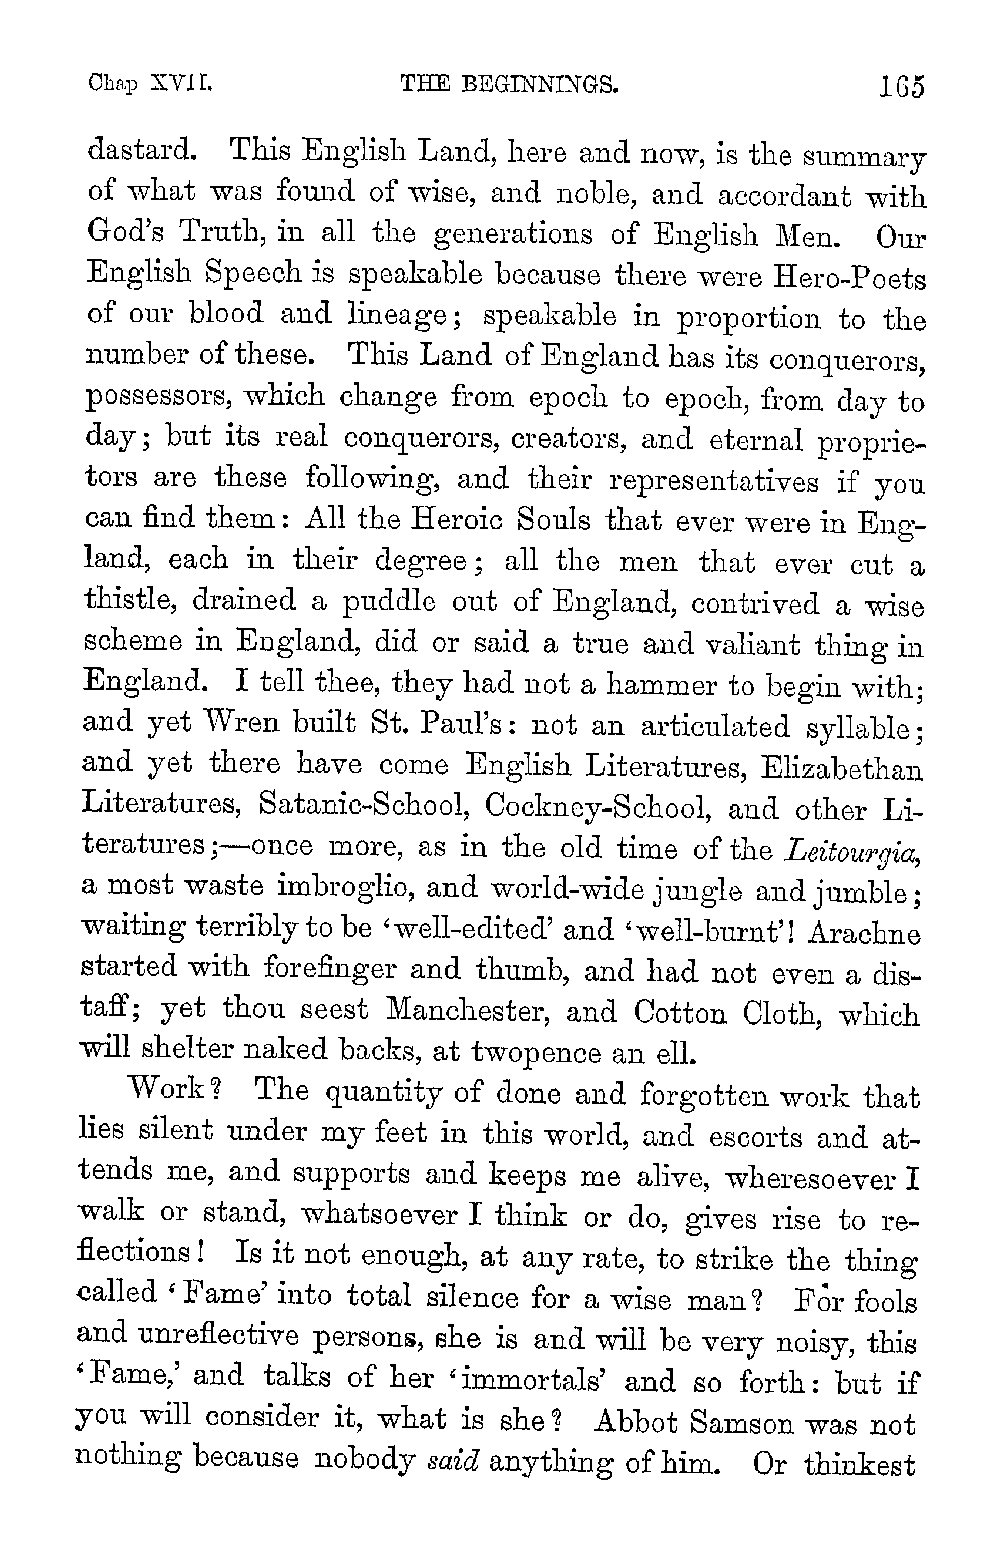 Chap XVII. THE BEGINNINGS. 165
dastard. This English Land, here and now, is the summary
of what was found of wise, and noble, and accordant with
God's Truth, in all the generations of English Men. Our
English Speech is speakable because there were Hero-Poets
of our blood and lineage; speakable in proportion to the
number of these. This Land of England has its conquerors,
possessors, which change from epoch to epoch, from day to
day; but its real conquerors, creators, and eternal proprie-
tors are these following, and their representatives if you
can find them: All the Heroic Souls that ever were in Eng-
land, each in their degree; all the men that ever cut a
thistle, drained a puddle out of England, contrived a wise
scheme in England, did or said a true and valiant thing in
England. I tell thee, they had not a hammer to begin with;
and yet Wren built St. Paul's: not an articulated syllable;
and yet there have come English Literatures, Elizabethan
Literatures, Satanic-School, Cockney-School, and other Li-
teratures;—once more, as in the old time of the Leitourgia,
a most waste imbroglio, and world-wide jungle and jumble;
waiting terribly to be 'well-edited' and 'well-burnt'! Arachne
started with forefinger and thumb, and had not even a dis-
taff; yet thou seest Manchester, and Cotton Cloth, which
will shelter naked backs, at twopence an ell.
Work? The quantity of done and forgotten work that
lies silent under my feet in this world, and escorts and at-
tends me, and supports and keeps me alive, wheresoever I
walk or stand, whatsoever I think or do, gives rise to re-
flections! Is it not enough, at any rate, to strike the thing
called 'Fame' into total silence for a wise man? For fools
and unreflective persons, she is and will be very noisy, this
'Fame,' and talks of her 'immortals' and so forth: but if
you will consider it, what is she? Abbot Samson was not
nothing because nobody said anything of him. Or thinkest